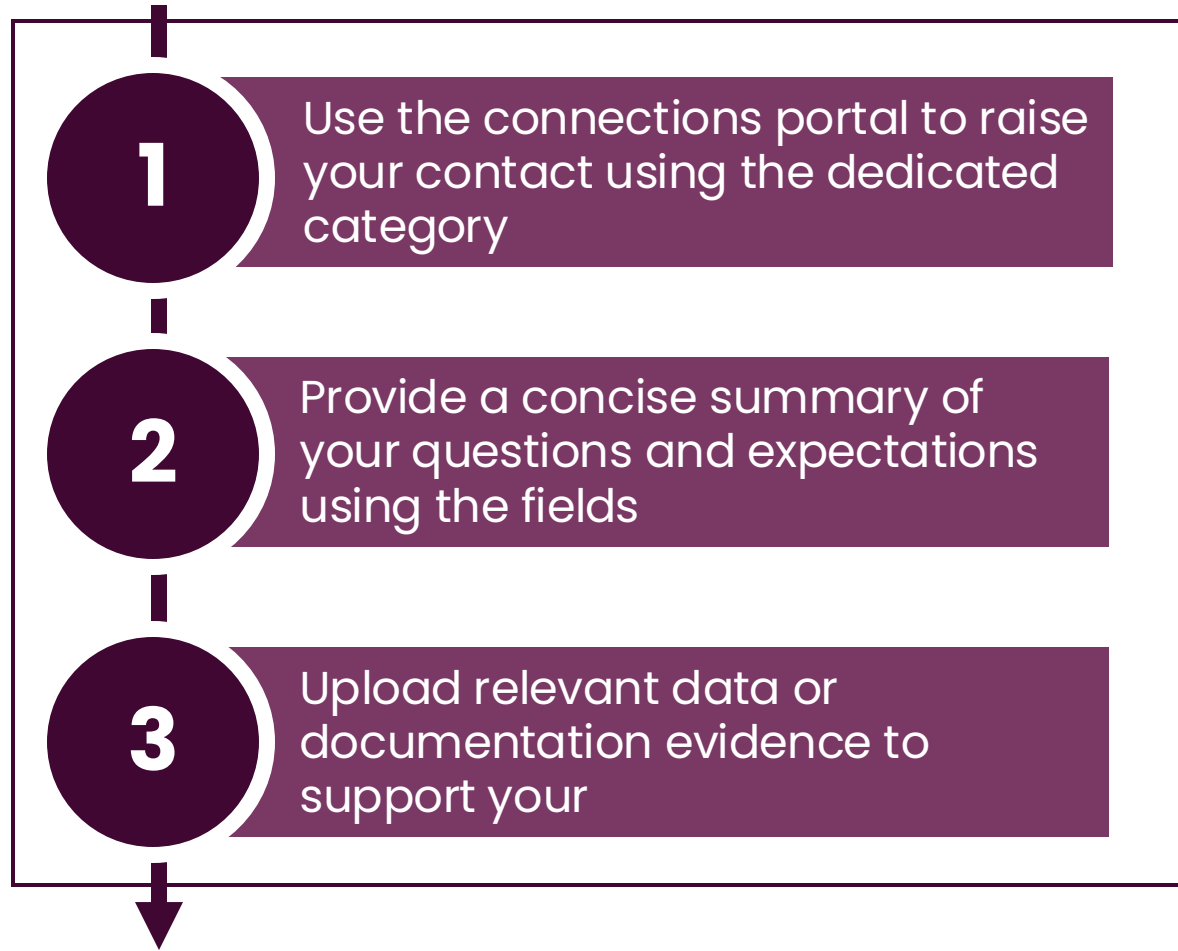 1
Use the connections portal to raise
your contact using the dedicated
category
2
Provide a concise summary of
your questions and expectations
using the fields
3
Upload relevant data or
documentation evidence to
support your